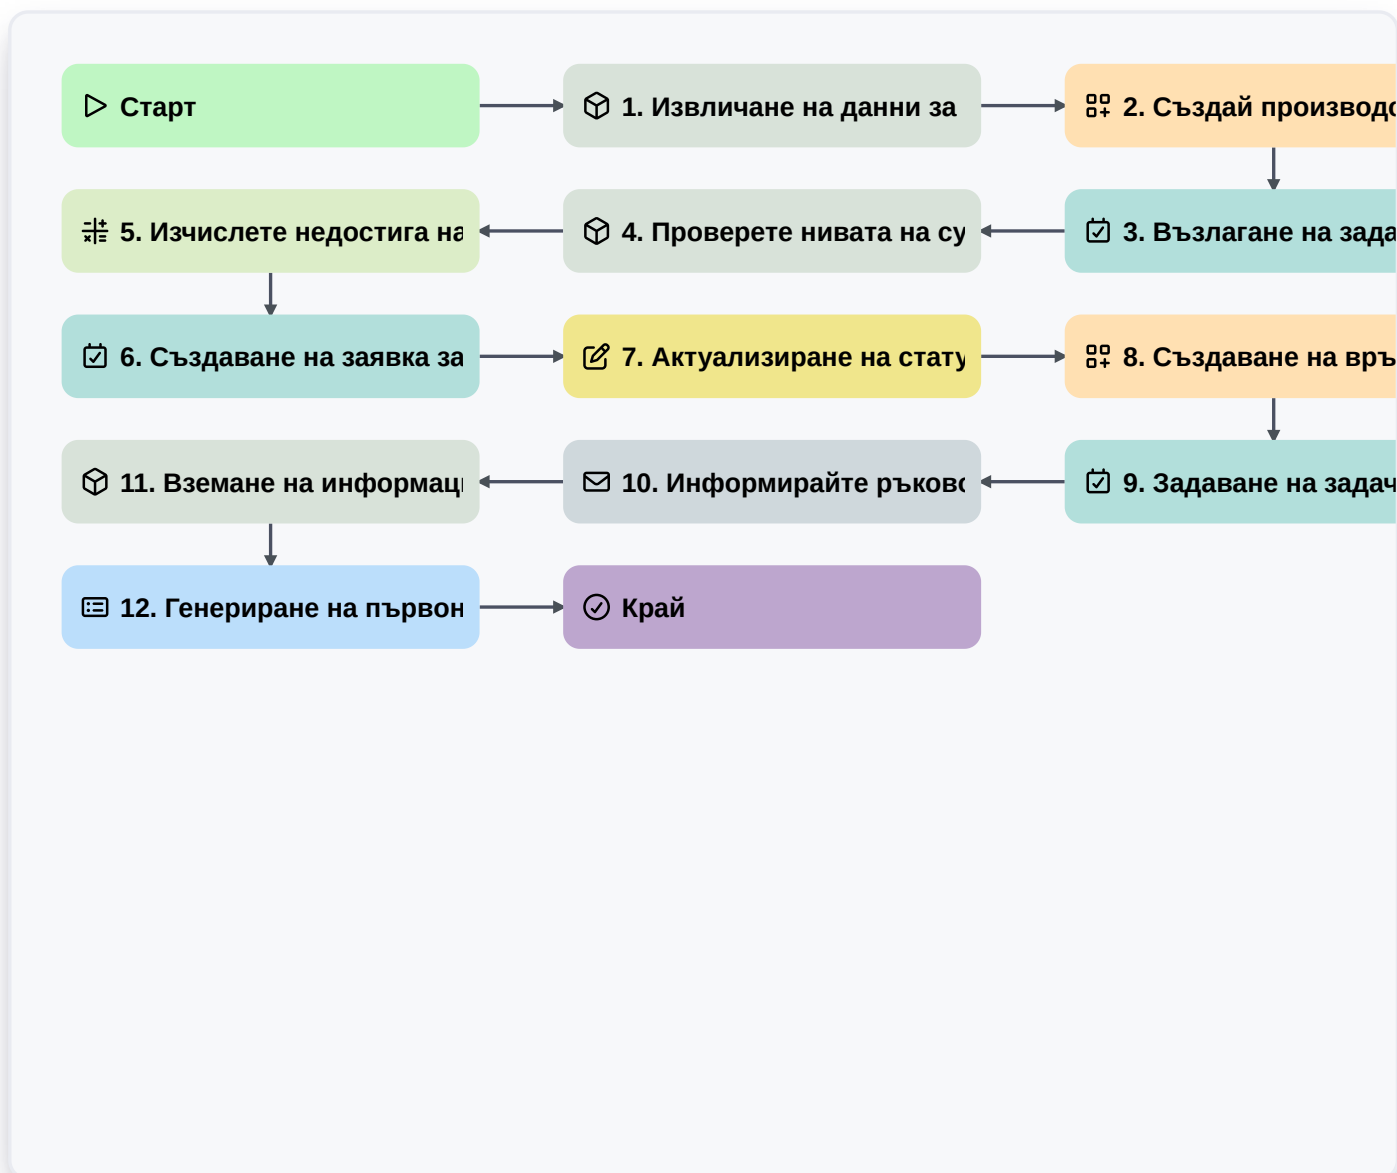 Старт
1. Извличане на данни за
2. Създай производс
5. Изчислете недостига на
4. Проверете нивата на су
3. Възлагане на зада
6. Създаване на заявка за
7. Актуализиране на стату
8. Създаване на връ
11. Вземане на информац
10. Информирайте ръково
9. Задаване на задач
12. Генериране на първон
Край